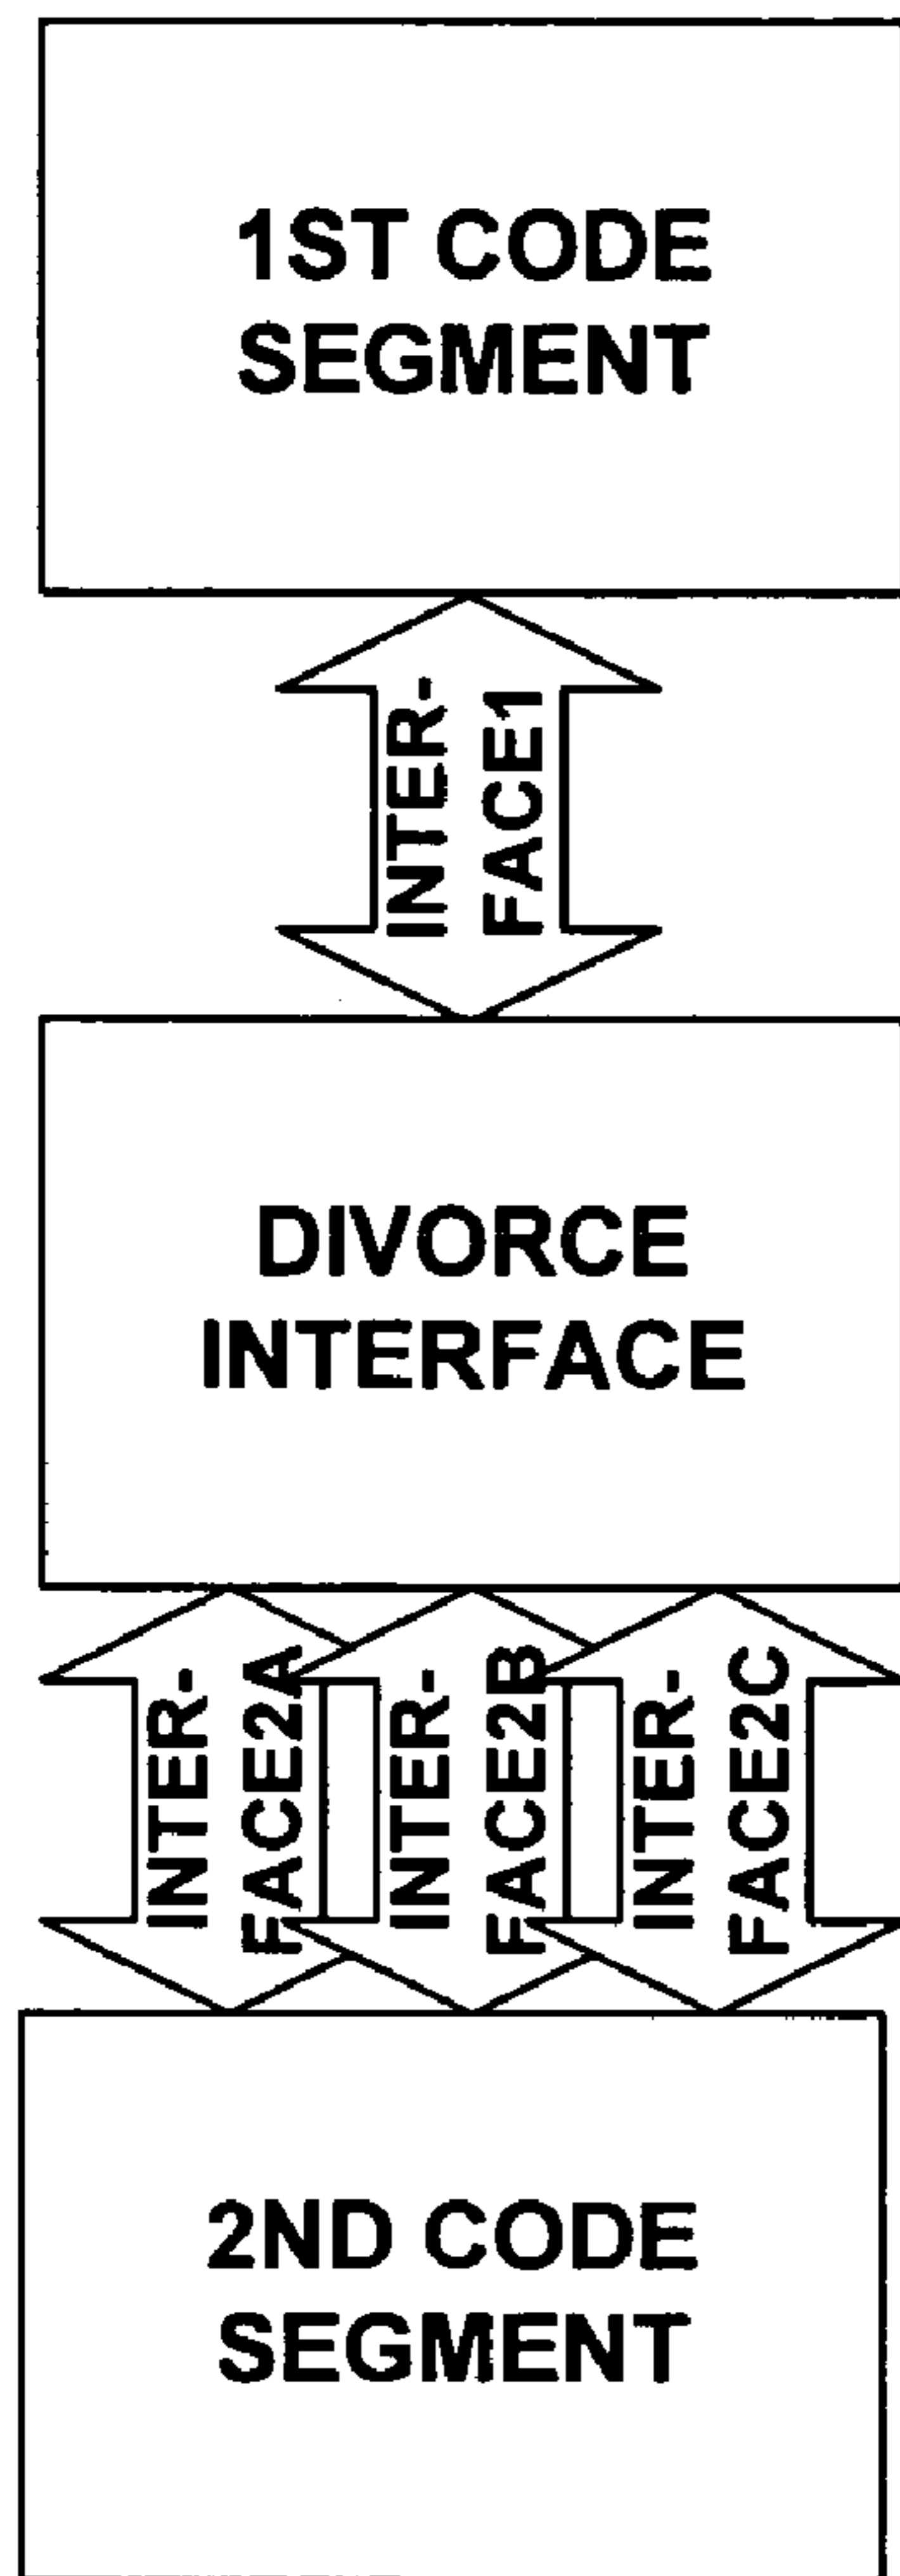 1ST CODE
SEGMENT
INTER-
FACE1
DIVORCE
INTERFACE
INTER-
FACE2A
INTER-
FACE2B
INTER-
FACE2C
2ND CODE
SEGMENT